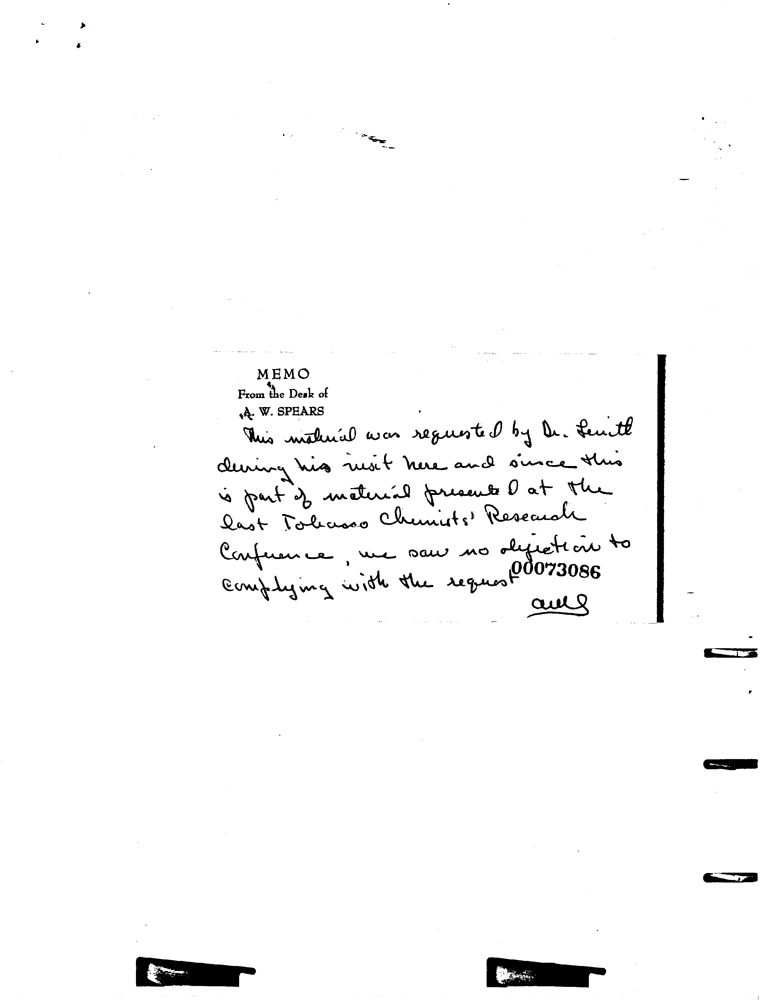 MEMO
From the Desk of
A. W. SPEARS
This material was requested by Dr.
during his visit here and since this
is part of material presented at the
last Tobacco Chemists' Research
Conference, we saw no objection to
complying with the request
00073086
aws